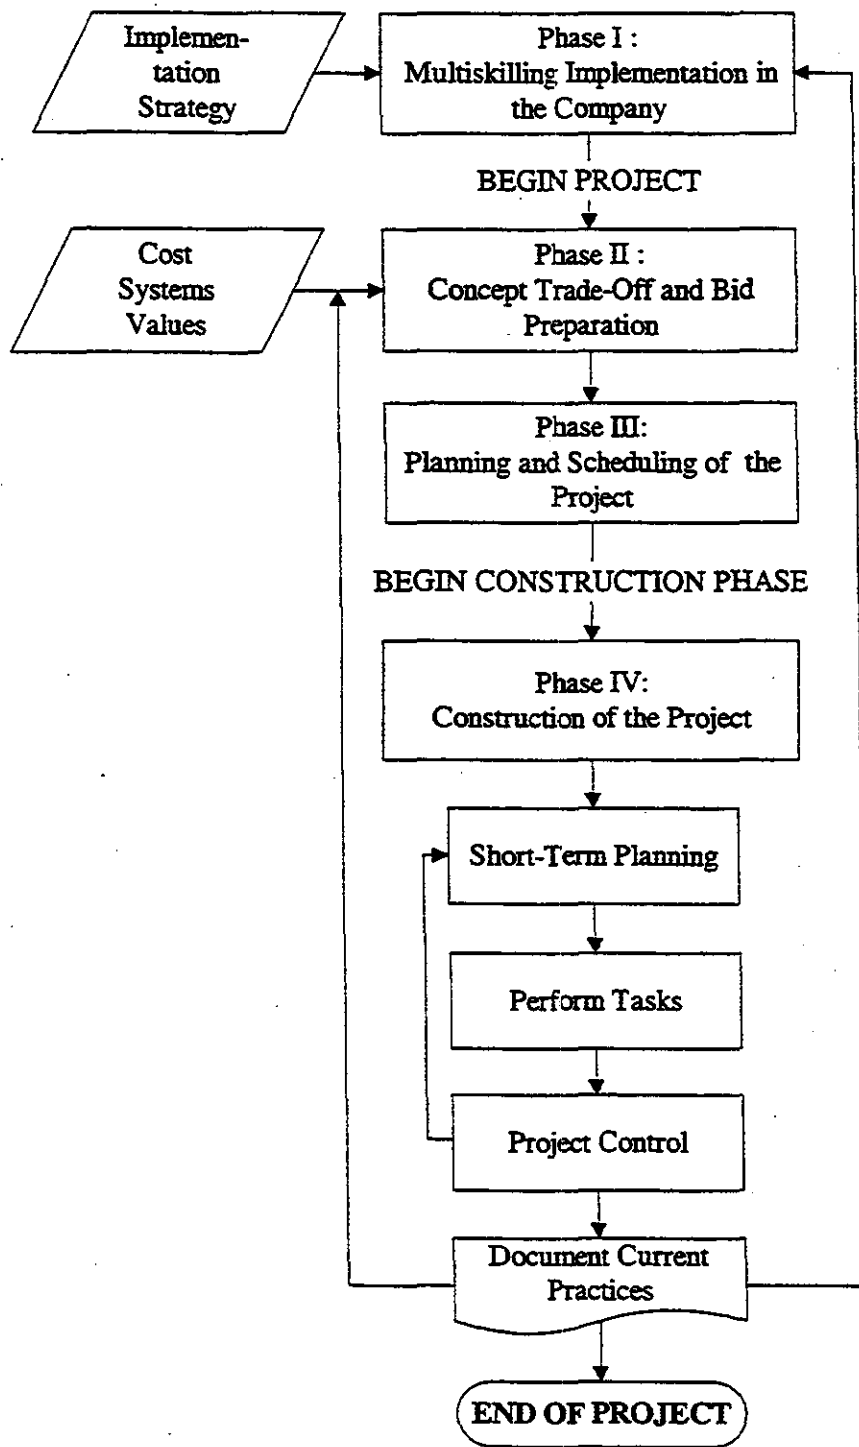 Implemen-
tation
Strategy
Phase I :
Multiskilling Implementation in
the Company
BEGIN PROJECT
Cost
Systems
Values
Phase II :
Concept Trade-Off and Bid
Preparation
Phase III:
Planning and Scheduling of the
Project
BEGIN CONSTRUCTION PHASE
Phase IV:
Construction of the Project
Short-Term Planning
Perform Tasks
Project Control
Document Current
Practices
END OF PROJECT